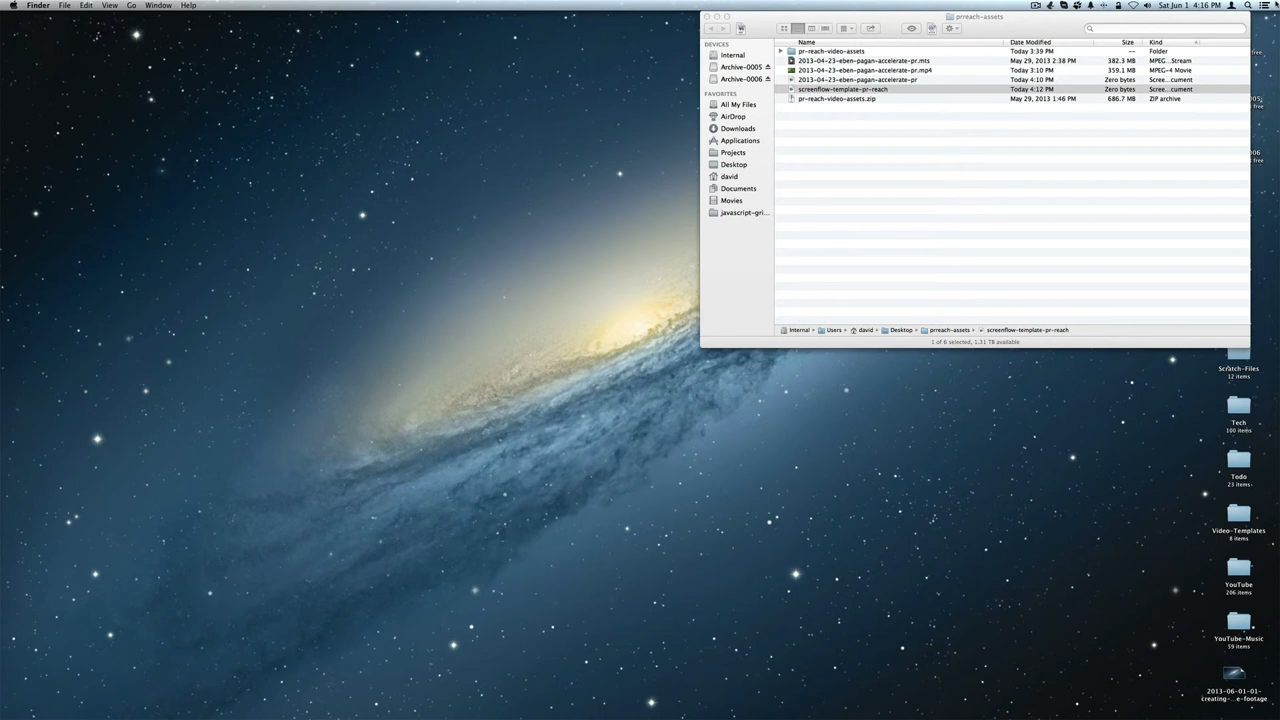 Finder File Edit View Go Window Help Sat Jun 1 4:16 PM
prreach-assets
DEVICES
Internal
Archive-0005
Archive-0006
FAVORITES
All My Files
AirDrop
Downloads
Applications
Projects
Desktop
david
Documents
Movies
javascript-gri...
Name Date Modified Size Kind
pr-reach-video-assets Today 3:39 PM -- Folder
2013-04-23-eben-pagan-accelerate-pr.mts May 29, 2013 2:38 PM 382.3 MB MPEG...Stream
2013-04-23-eben-pagan-accelerate-pr.mp4 Today 3:10 PM 359.1 MB MPEG-4 Movie
2013-04-23-eben-pagan-accelerate-pr Today 4:10 PM Zero bytes Scree...cument
screenflow-template-pr-reach Today 4:12 PM Zero bytes Scree...cument
pr-reach-video-assets.zip May 29, 2013 1:46 PM 686.7 MB ZIP archive
Internal Users david Desktop prreach-assets screenflow-template-pr-reach
1 of 6 selected, 1.31 TB available
Scratch-Files
12 items
Tech
100 items
Todo
23 items
Video-Templates
8 items
YouTube
206 items
YouTube-Music
59 items
2013-06-01-01-
creating-...e-footage